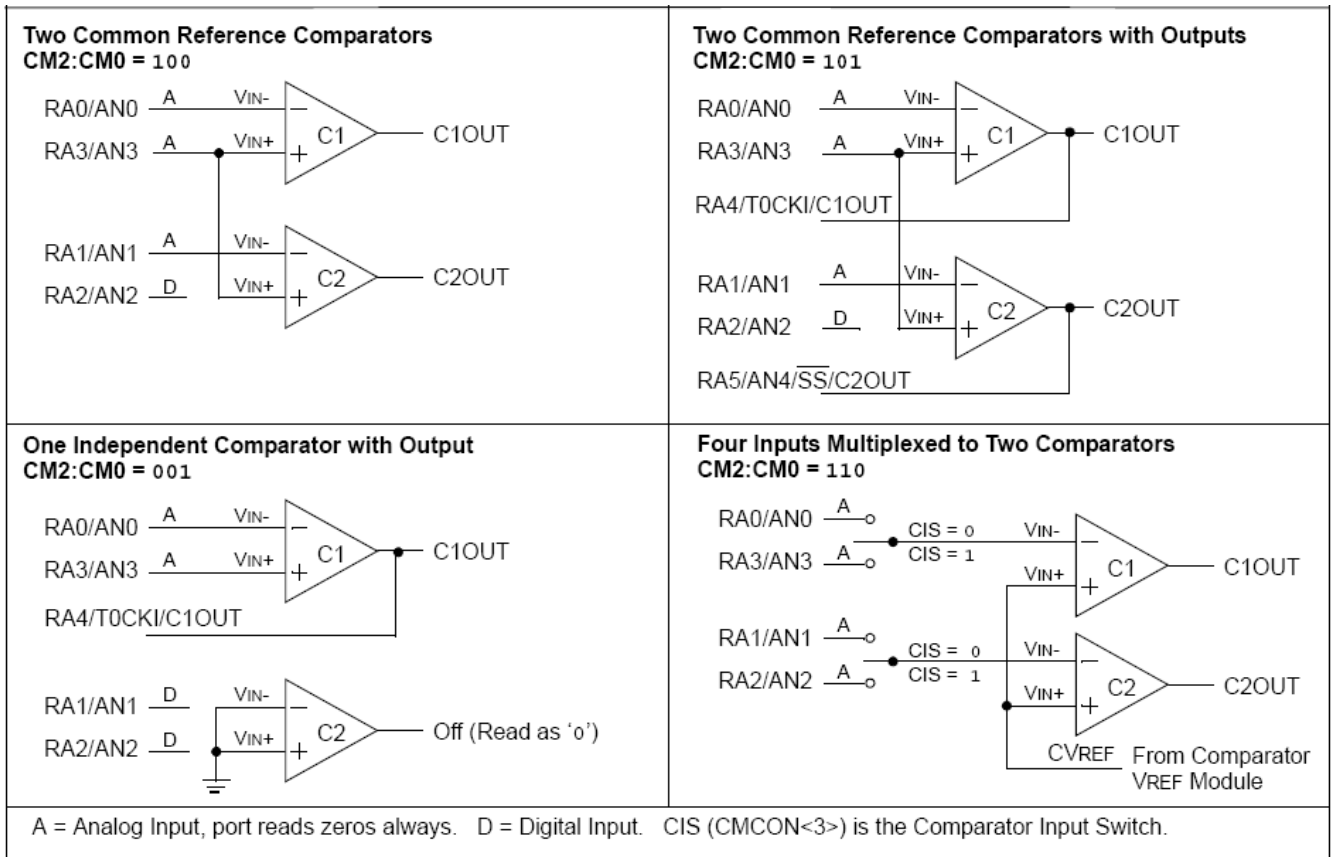 Two Common Reference Comparators
CM2:CM0 = 100
RA0/AN0 A VIN- −
RA3/AN3 A VIN+ + C1 C1OUT
RA1/AN1 A VIN- −
RA2/AN2 D VIN+ + C2 C2OUT
Two Common Reference Comparators with Outputs
CM2:CM0 = 101
RA0/AN0 A VIN- −
RA3/AN3 A VIN+ + C1 C1OUT
RA4/T0CKI/C1OUT
RA1/AN1 A VIN- −
RA2/AN2 D VIN+ + C2 C2OUT
RA5/AN4/S̅S̅/C2OUT
One Independent Comparator with Output
CM2:CM0 = 001
RA0/AN0 A VIN- −
RA3/AN3 A VIN+ + C1 C1OUT
RA4/T0CKI/C1OUT
RA1/AN1 D VIN- −
RA2/AN2 D VIN+ + C2 Off (Read as ‘0’)
Four Inputs Multiplexed to Two Comparators
CM2:CM0 = 110
RA0/AN0 A CIS = 0 VIN- −
RA3/AN3 A CIS = 1 VIN+ + C1 C1OUT
RA1/AN1 A CIS = 0 VIN- −
RA2/AN2 A CIS = 1 VIN+ + C2 C2OUT
CVREF From Comparator
VREF Module
A = Analog Input, port reads zeros always. D = Digital Input. CIS (CMCON<3>) is the Comparator Input Switch.